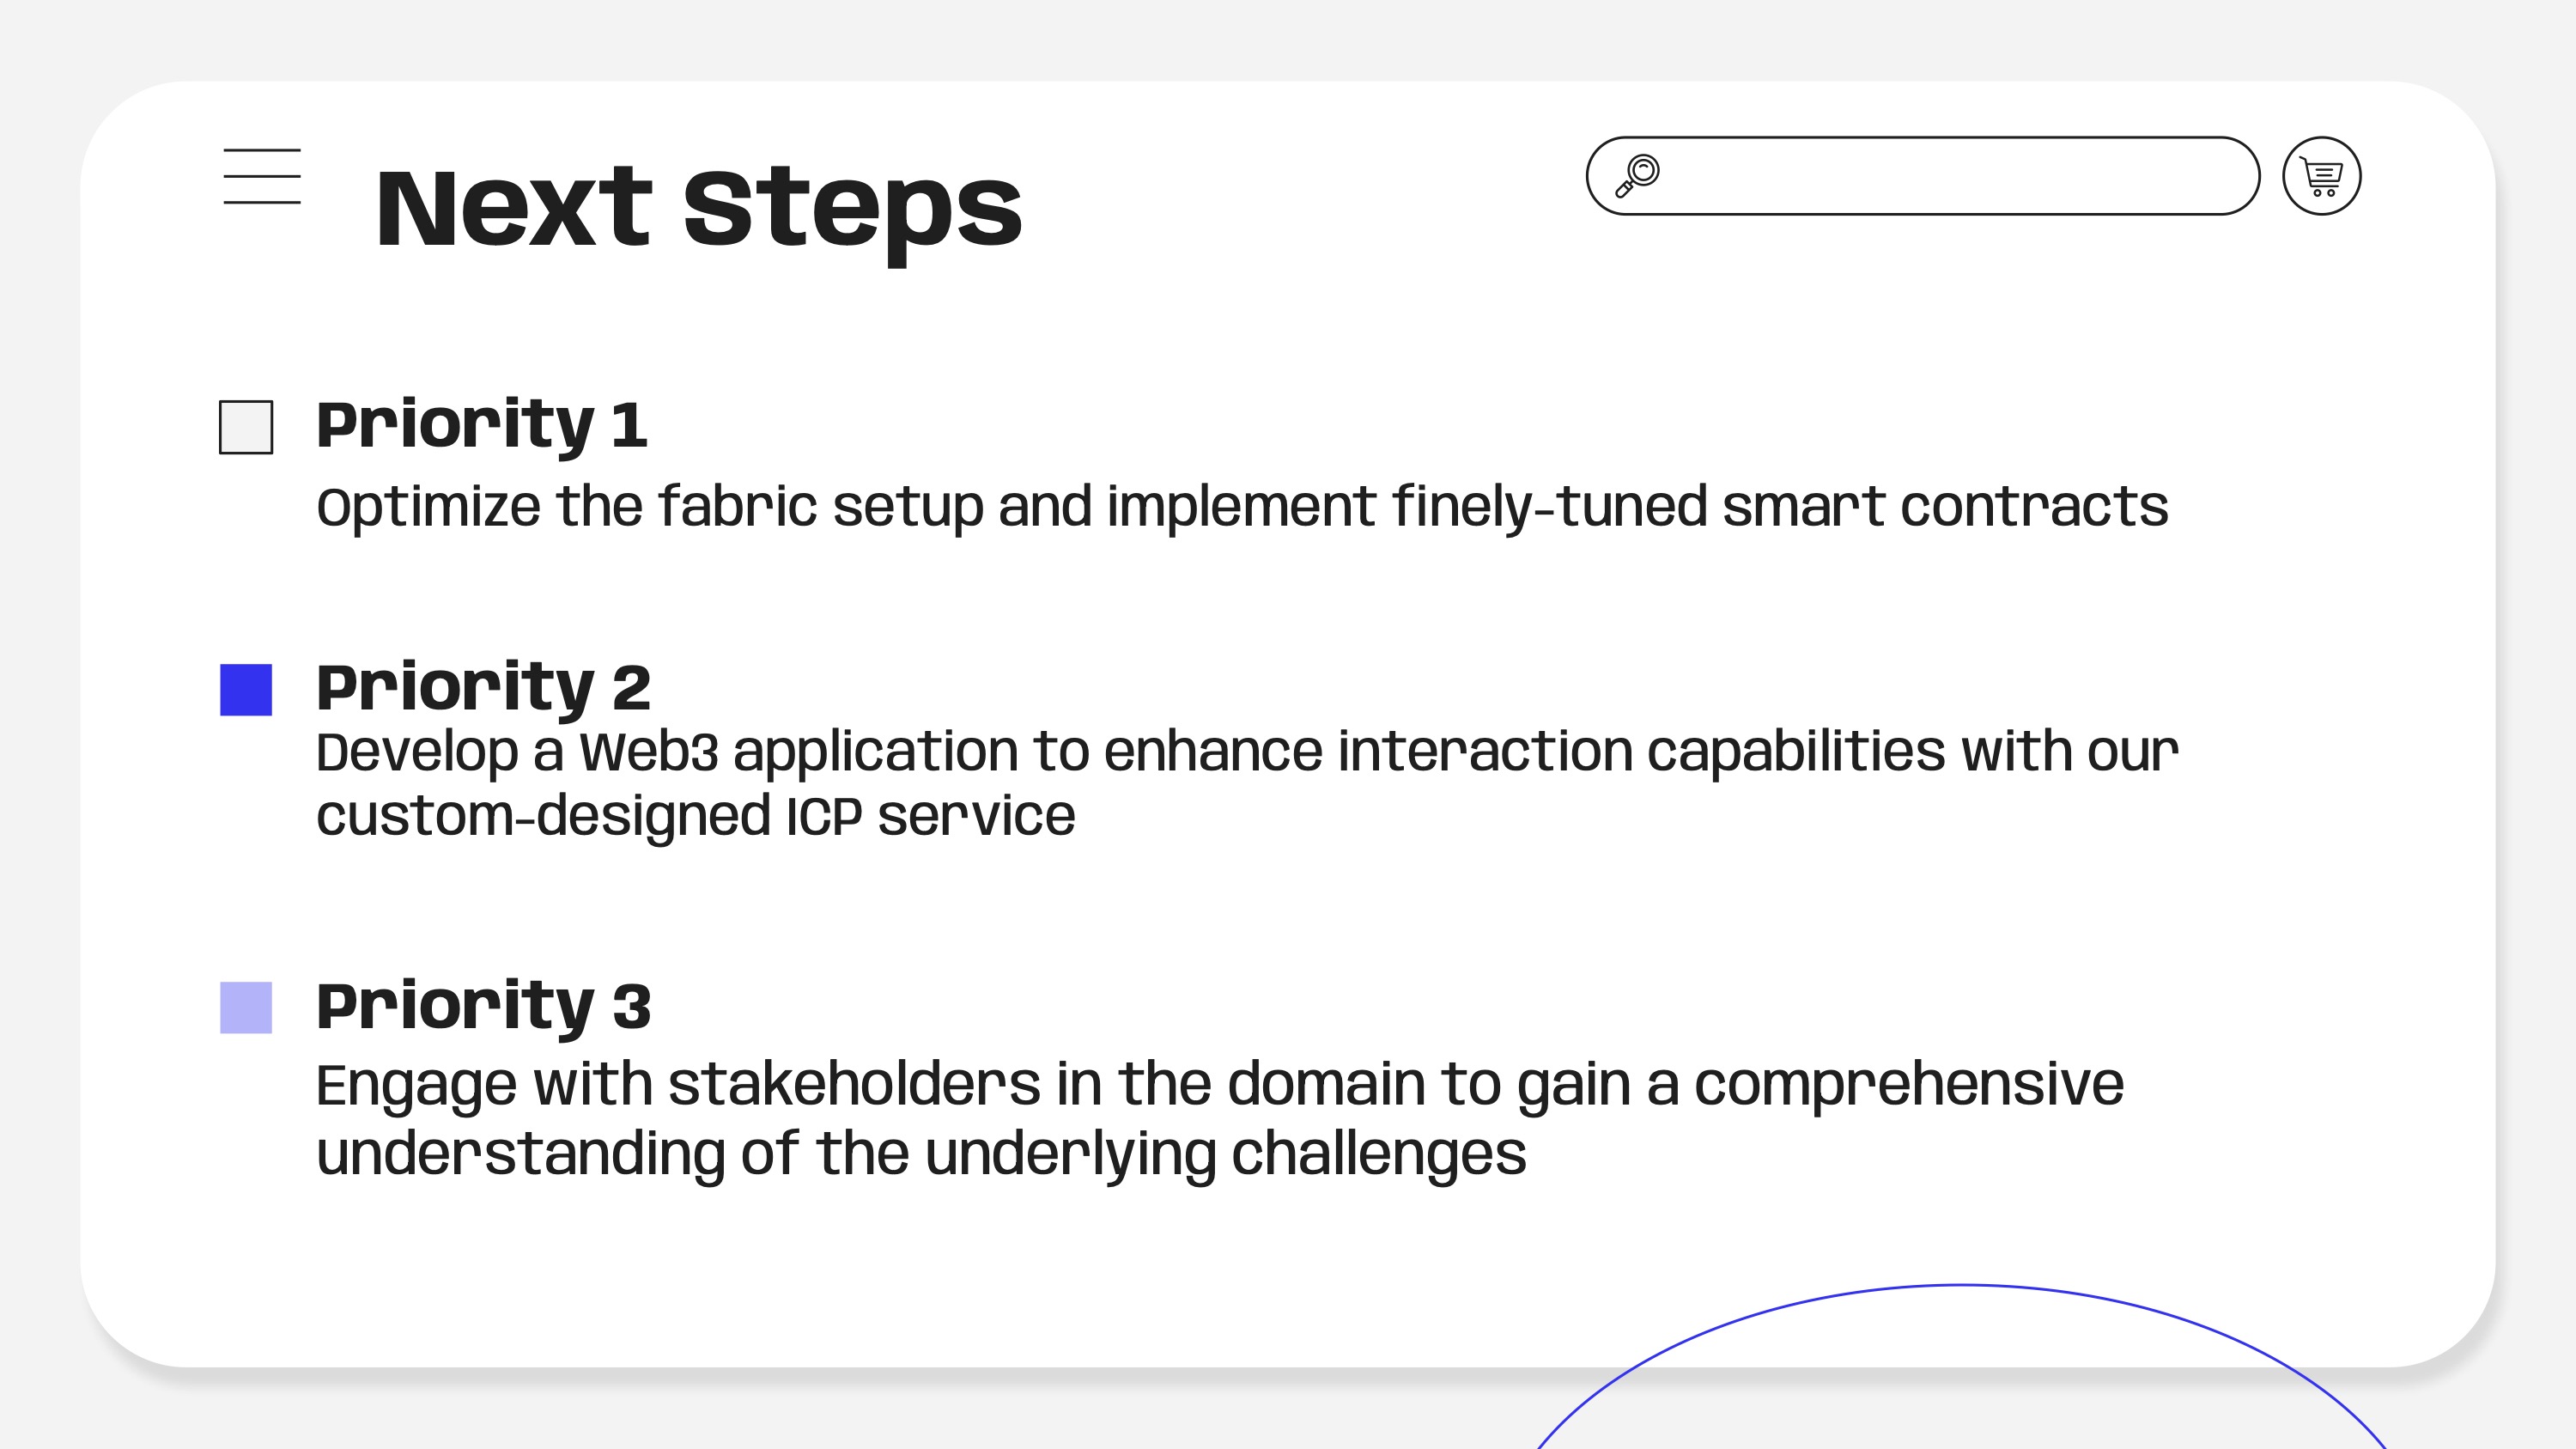 Next Steps
Priority 1
Optimize the fabric setup and implement finely-tuned smart contracts
Priority 2
Develop a Web3 application to enhance interaction capabilities with our
custom-designed ICP service
Priority 3
Engage with stakeholders in the domain to gain a comprehensive
understanding of the underlying challenges